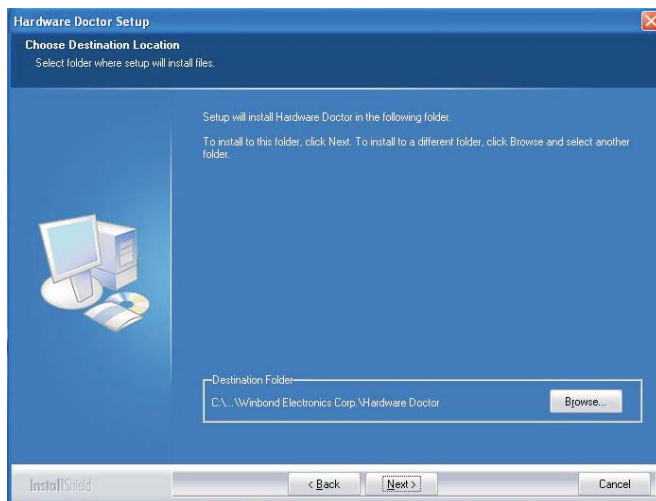 Hardware Doctor Setup
Choose Destination Location
Select folder where setup will install files.
Setup will install Hardware Doctor in the following folder.
To install to this folder, click Next. To install to a different folder, click Browse and select another
folder.
Destination Folder
C:\...\Winbond Electronics Corp.\Hardware Doctor
Browse...
InstallShield
< Back
Next >
Cancel